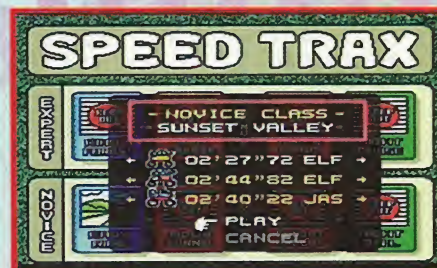 SPEED TRAX
EXPERT
- NOVICE CLASS -
SUNSET VALLEY
02'27"72 ELF
02'44"82 ELF
02'40"22 JAS
NOVICE
PLAY
CANCEL